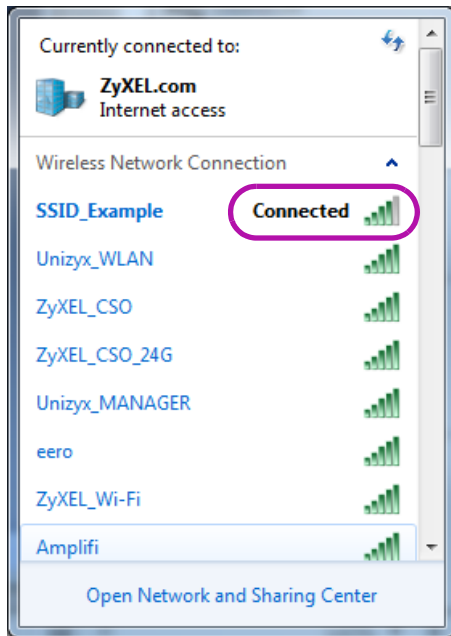 Currently connected to:
ZyXEL.com
Internet access
Wireless Network Connection
SSID_Example Connected
Unizyx_WLAN
ZyXEL_CSO
ZyXEL_CSO_24G
Unizyx_MANAGER
eero
ZyXEL_Wi-Fi
Amplifi
Open Network and Sharing Center